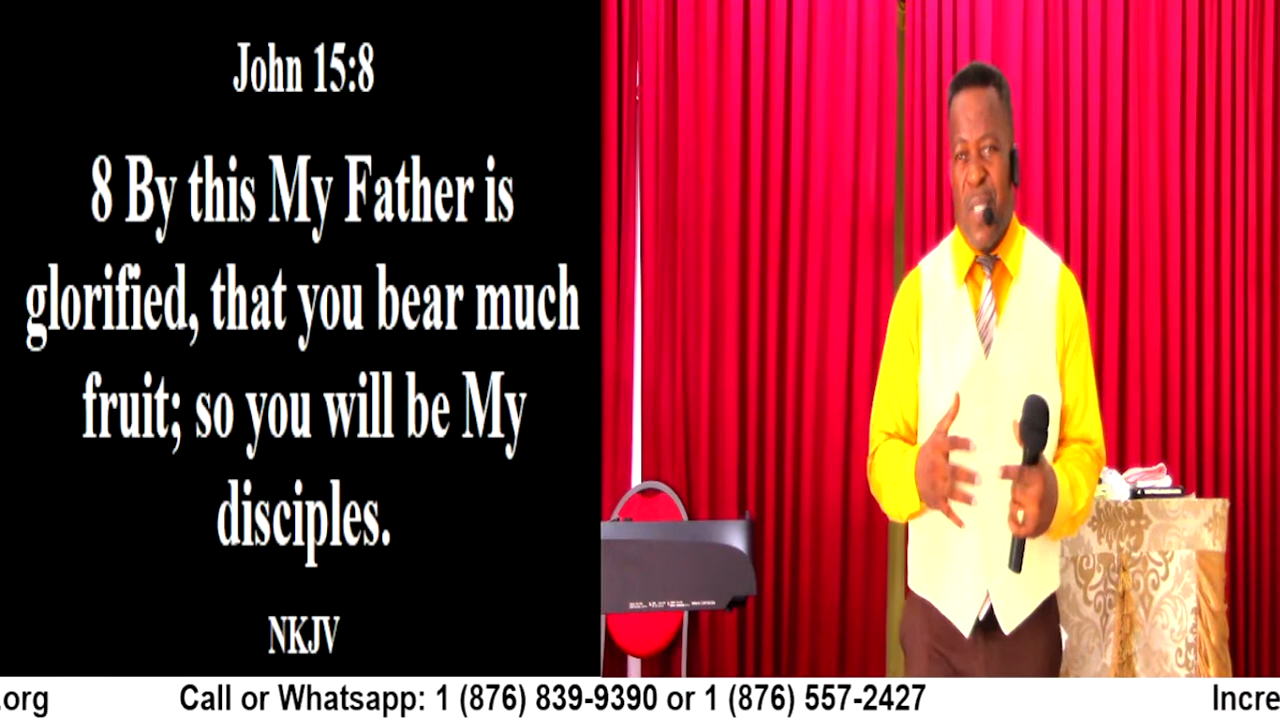 John 15:8
8 By this My Father is
glorified, that you bear much
fruit; so you will be My
disciples.
NKJV
.org Call or Whatsapp: 1 (876) 839-9390 or 1 (876) 557-2427 Incre